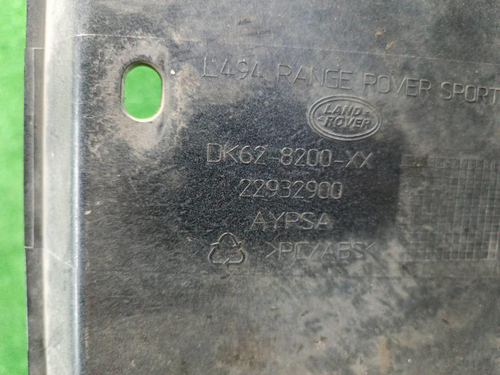 L494 RANGE ROVER SPORT
LAND-
ROVER
DK62-8200-XX
22932900
AYPSA
>PC/ABS<